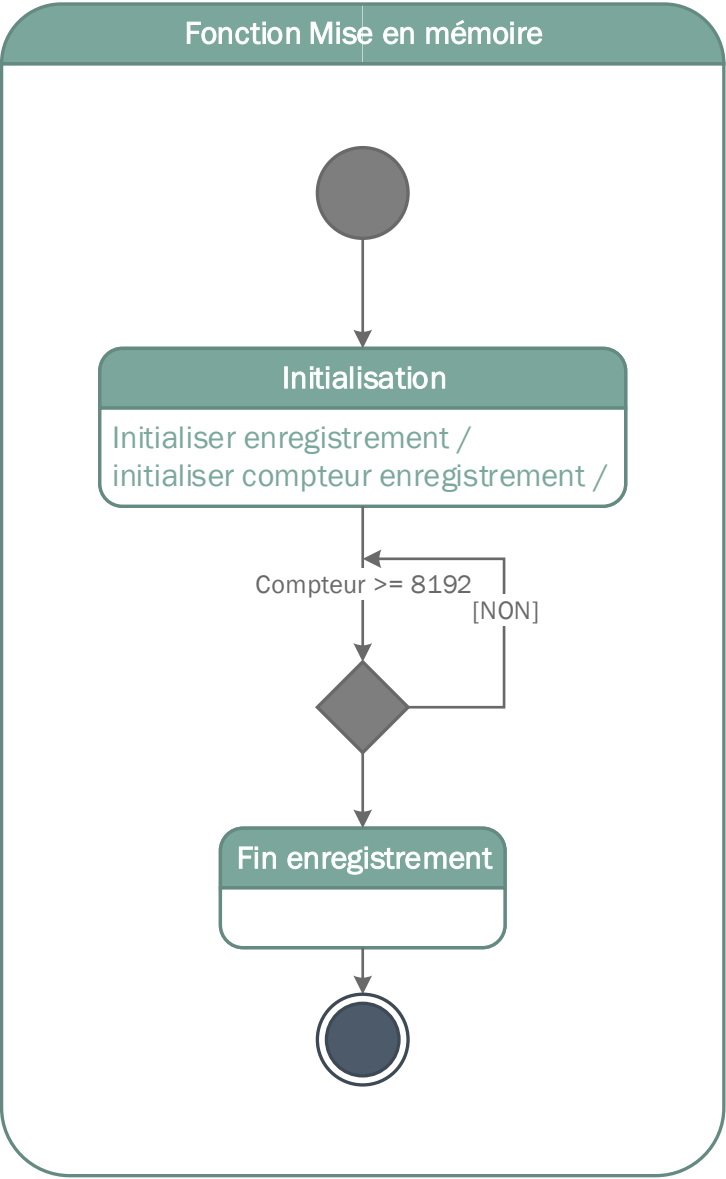 Fonction Mise en mémoire
Initialisation
Initialiser enregistrement /
initialiser compteur enregistrement /
Compteur >= 8192
[NON]
Fin enregistrement